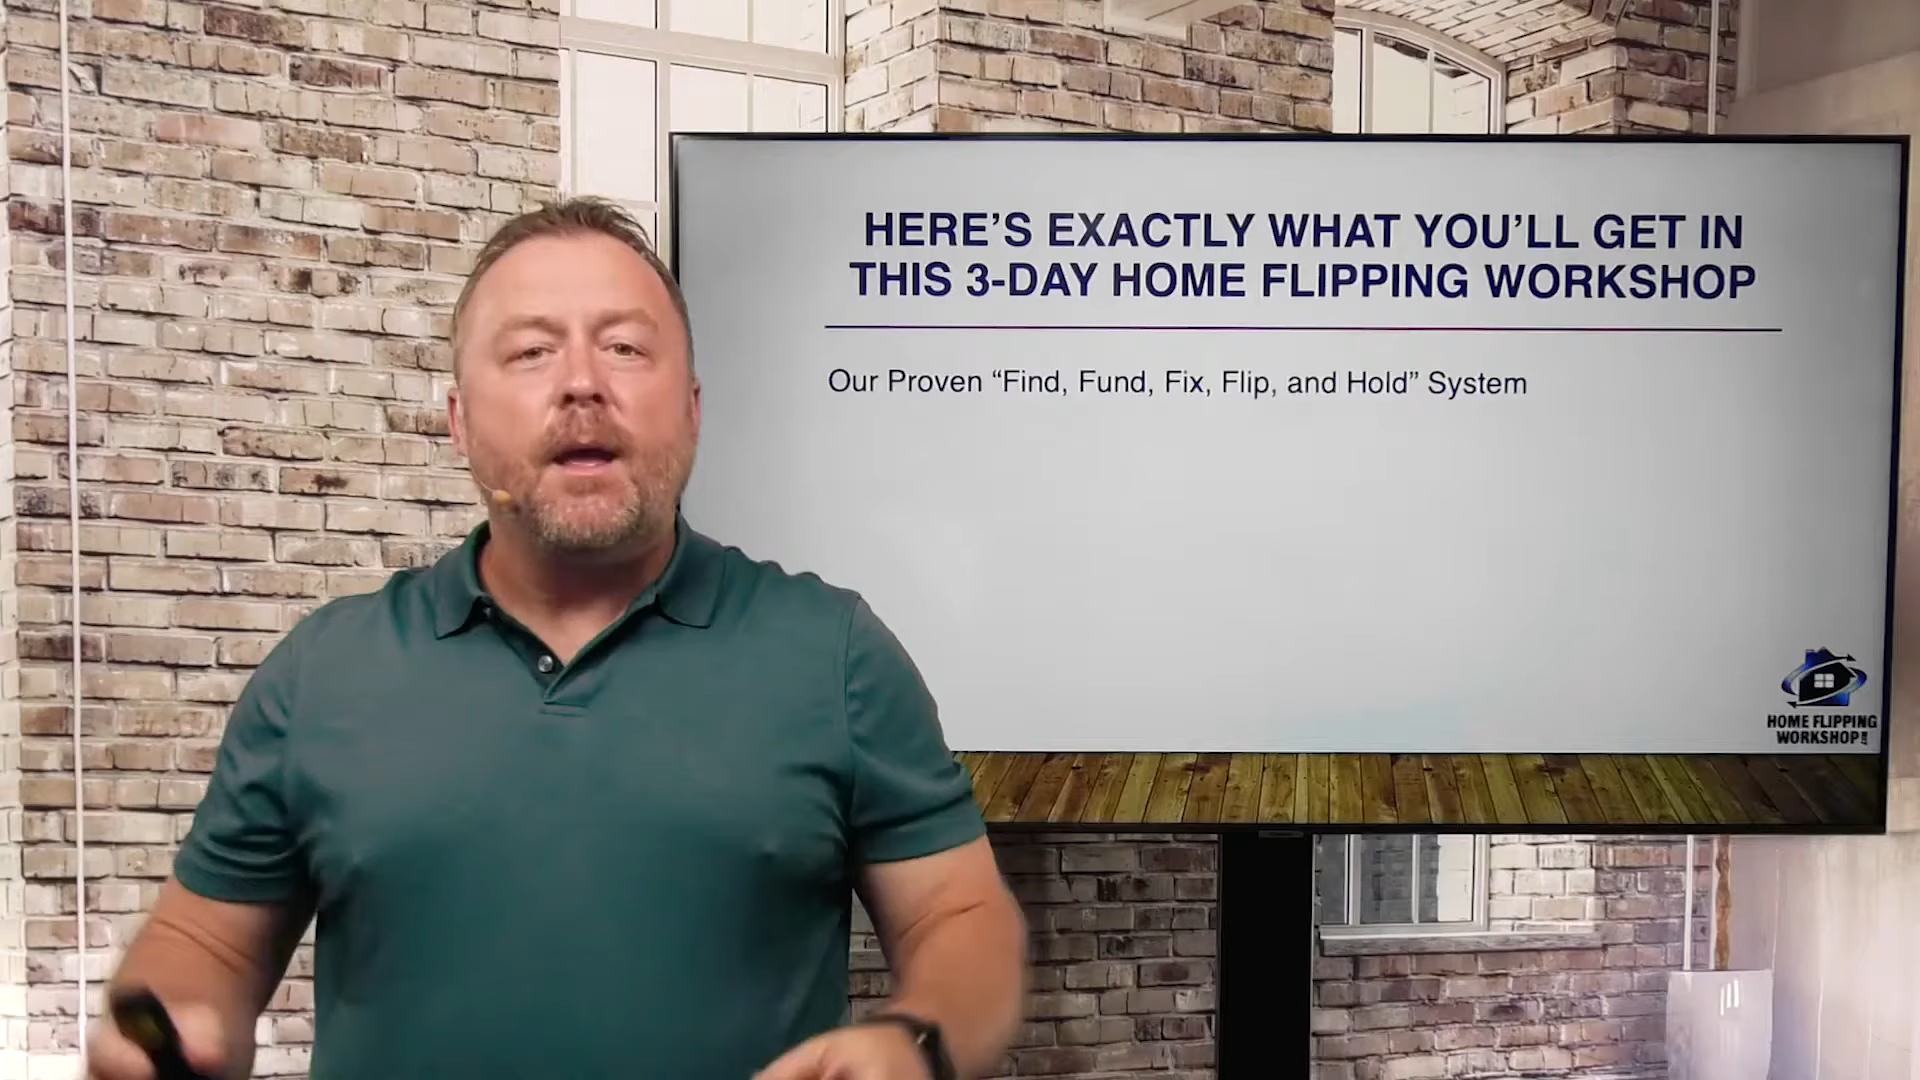 HERE'S EXACTLY WHAT YOU'LL GET IN
THIS 3-DAY HOME FLIPPING WORKSHOP
Our Proven “Find, Fund, Fix, Flip, and Hold” System
HOME FLIPPING
WORKSHOP